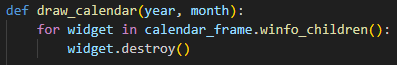 def draw_calendar(year, month):
    for widget in calendar_frame.winfo_children():
        widget.destroy()